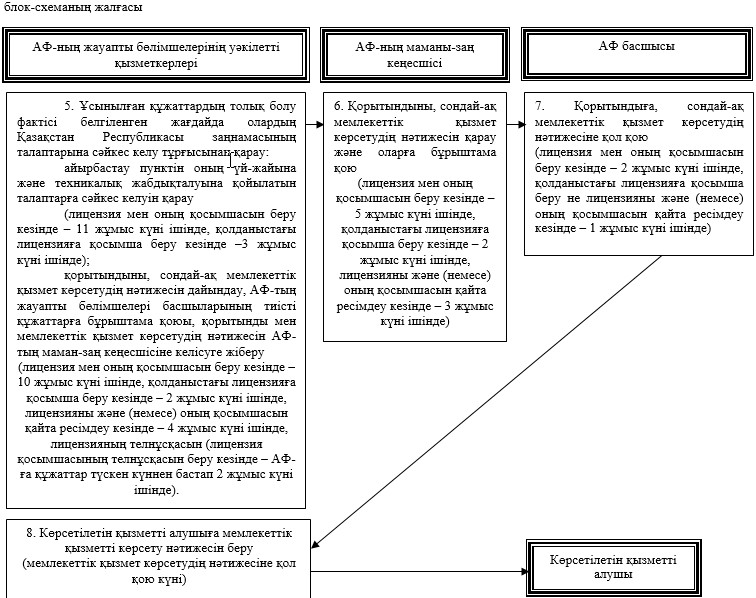 блок-схеманың жалғасы
АФ-ның жауапты бөлімшелерінің уәкілетті
қызметкерлері
АФ-ның маманы-заң
кеңесшісі
АФ басшысы
5. Ұсынылған құжаттардың толық болу
фактісі белгіленген жағдайда олардың
Қазақстан Республикасы заңнамасының
талаптарына сәйкес келу тұрғысынан қарау:
айырбастау пунктін оның үй-жайына
және техникалық жабдықталуына қойылатын
талаптарға сәйкес келуін қарау
(лицензия мен оның қосымшасын беру
кезінде – 11 жұмыс күні ішінде, қолданыстағы
лицензияға қосымша беру кезінде –3 жұмыс
күні ішінде);
қорытындыны, сондай-ақ мемлекеттік
қызмет көрсетудің нәтижесін дайындау, АФ-тың
жауапты бөлімшелері басшыларының тиісті
құжаттарға бұрыштама қоюы, қорытынды мен
мемлекеттік қызмет көрсетудің нәтижесін АФ-
тың маман-заң кеңесшісіне келісуге жіберу
(лицензия мен оның қосымшасын беру кезінде –
10 жұмыс күні ішінде, қолданыстағы лицензияға
қосымша беру кезінде – 2 жұмыс күні ішінде,
лицензияны және (немесе) оның қосымшасын
қайта ресімдеу кезінде – 4 жұмыс күні ішінде,
лицензияның телнұсқасын (лицензия
қосымшасының телнұсқасын беру кезінде – АФ-
ға құжаттар түскен күннен бастап 2 жұмыс күні
ішінде).
6. Қорытындыны, сондай-ақ
мемлекеттік қызмет
көрсетудің нәтижесін қарау
және оларға бұрыштама
қою
(лицензия мен оның
қосымшасын беру кезінде –
5 жұмыс күні ішінде,
қолданыстағы лицензияға
қосымша беру кезінде – 2
жұмыс күні ішінде,
лицензияны және (немесе)
оның қосымшасын қайта
ресімдеу кезінде – 3 жұмыс
күні ішінде)
7. Қорытындыға, сондай-ақ
мемлекеттік қызмет көрсетудің
нәтижесіне қол қою
(лицензия мен оның қосымшасын
беру кезінде – 2 жұмыс күні ішінде,
қолданыстағы лицензияға қосымша
беру не лицензияны және (немесе)
оның қосымшасын қайта ресімдеу
кезінде – 1 жұмыс күні ішінде)
8. Көрсетілетін қызметті алушыға мемлекеттік
қызметті көрсету нәтижесін беру
(мемлекеттік қызмет көрсетудің нәтижесіне қол
қою күні)
Көрсетілетін қызметті
алушы